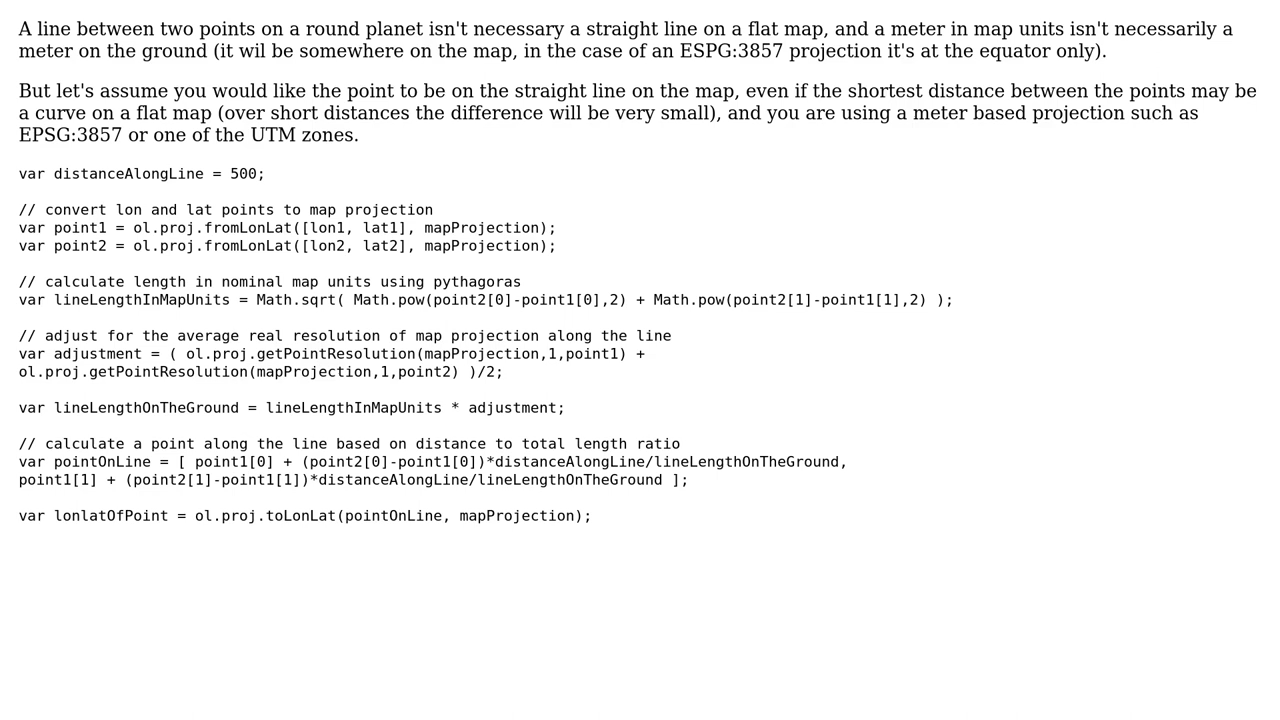 A line between two points on a round planet isn't necessary a straight line on a flat map, and a meter in map units isn't necessarily a
meter on the ground (it wil be somewhere on the map, in the case of an ESPG:3857 projection it's at the equator only).
But let's assume you would like the point to be on the straight line on the map, even if the shortest distance between the points may be
a curve on a flat map (over short distances the difference will be very small), and you are using a meter based projection such as
EPSG:3857 or one of the UTM zones.
var distanceAlongLine = 500;
// convert lon and lat points to map projection
var point1 = ol.proj.fromLonLat([lon1, lat1], mapProjection);
var point2 = ol.proj.fromLonLat([lon2, lat2], mapProjection);
// calculate length in nominal map units using pythagoras
var lineLengthInMapUnits = Math.sqrt( Math.pow(point2[0]-point1[0],2) + Math.pow(point2[1]-point1[1],2) );
// adjust for the average real resolution of map projection along the line
var adjustment = ( ol.proj.getPointResolution(mapProjection,1,point1) +
ol.proj.getPointResolution(mapProjection,1,point2) )/2;
var lineLengthOnTheGround = lineLengthInMapUnits * adjustment;
// calculate a point along the line based on distance to total length ratio
var pointOnLine = [ point1[0] + (point2[0]-point1[0])*distanceAlongLine/lineLengthOnTheGround,
point1[1] + (point2[1]-point1[1])*distanceAlongLine/lineLengthOnTheGround ];
var lonlatOfPoint = ol.proj.toLonLat(pointOnLine, mapProjection);